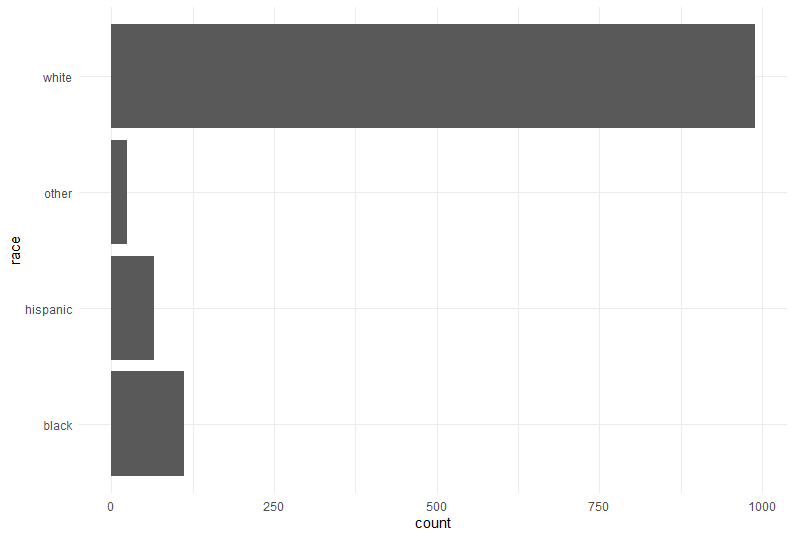 white
other
hispanic
black
race
0 250 500 750 1000
count